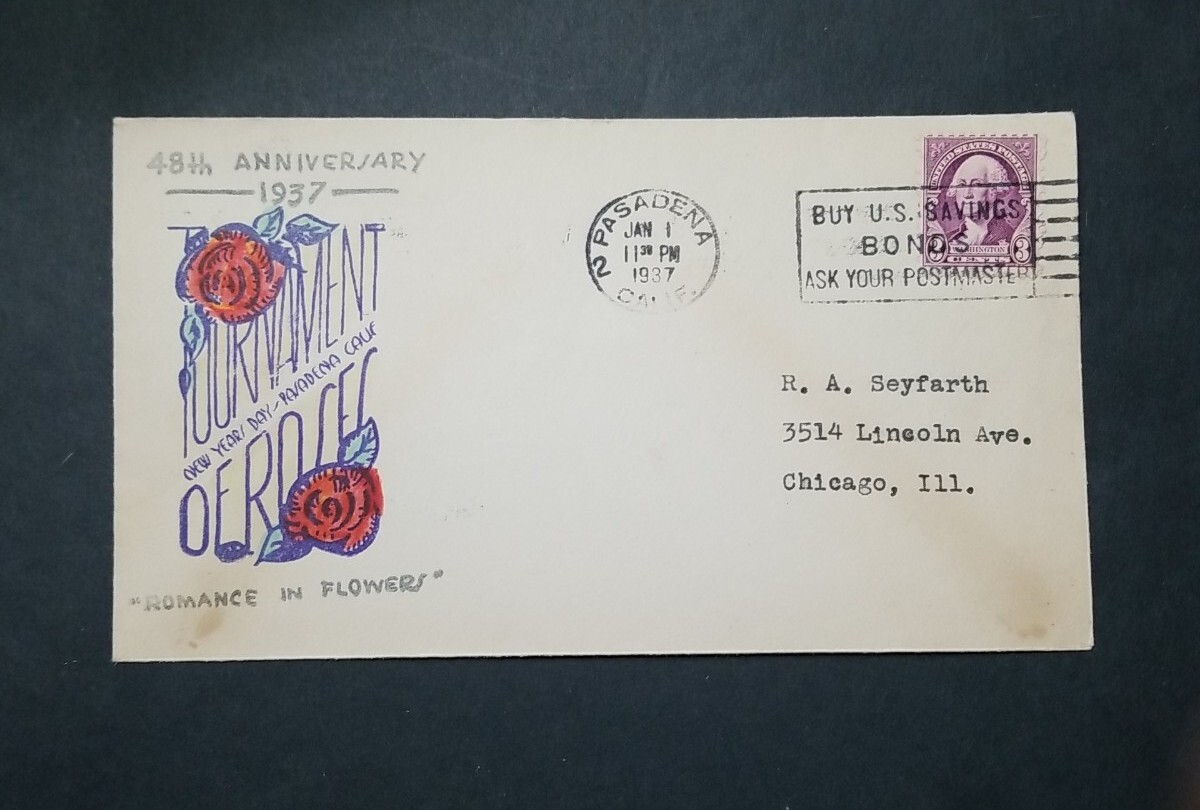 48th ANNIVERSARY
1937
TOURNAMENT
NEW YEARS DAY - PASADENA CALIF
OF ROSES
"ROMANCE IN FLOWERS"
PASADENA
2
JAN 1
11 30 PM
1937
CALIF.
UNITED STATES POSTAGE
WASHINGTON
3 CENTS 3
BUY U.S. SAVINGS
BONDS
ASK YOUR POSTMASTER
R. A. Seyfarth
3514 Lincoln Ave.
Chicago, Ill.